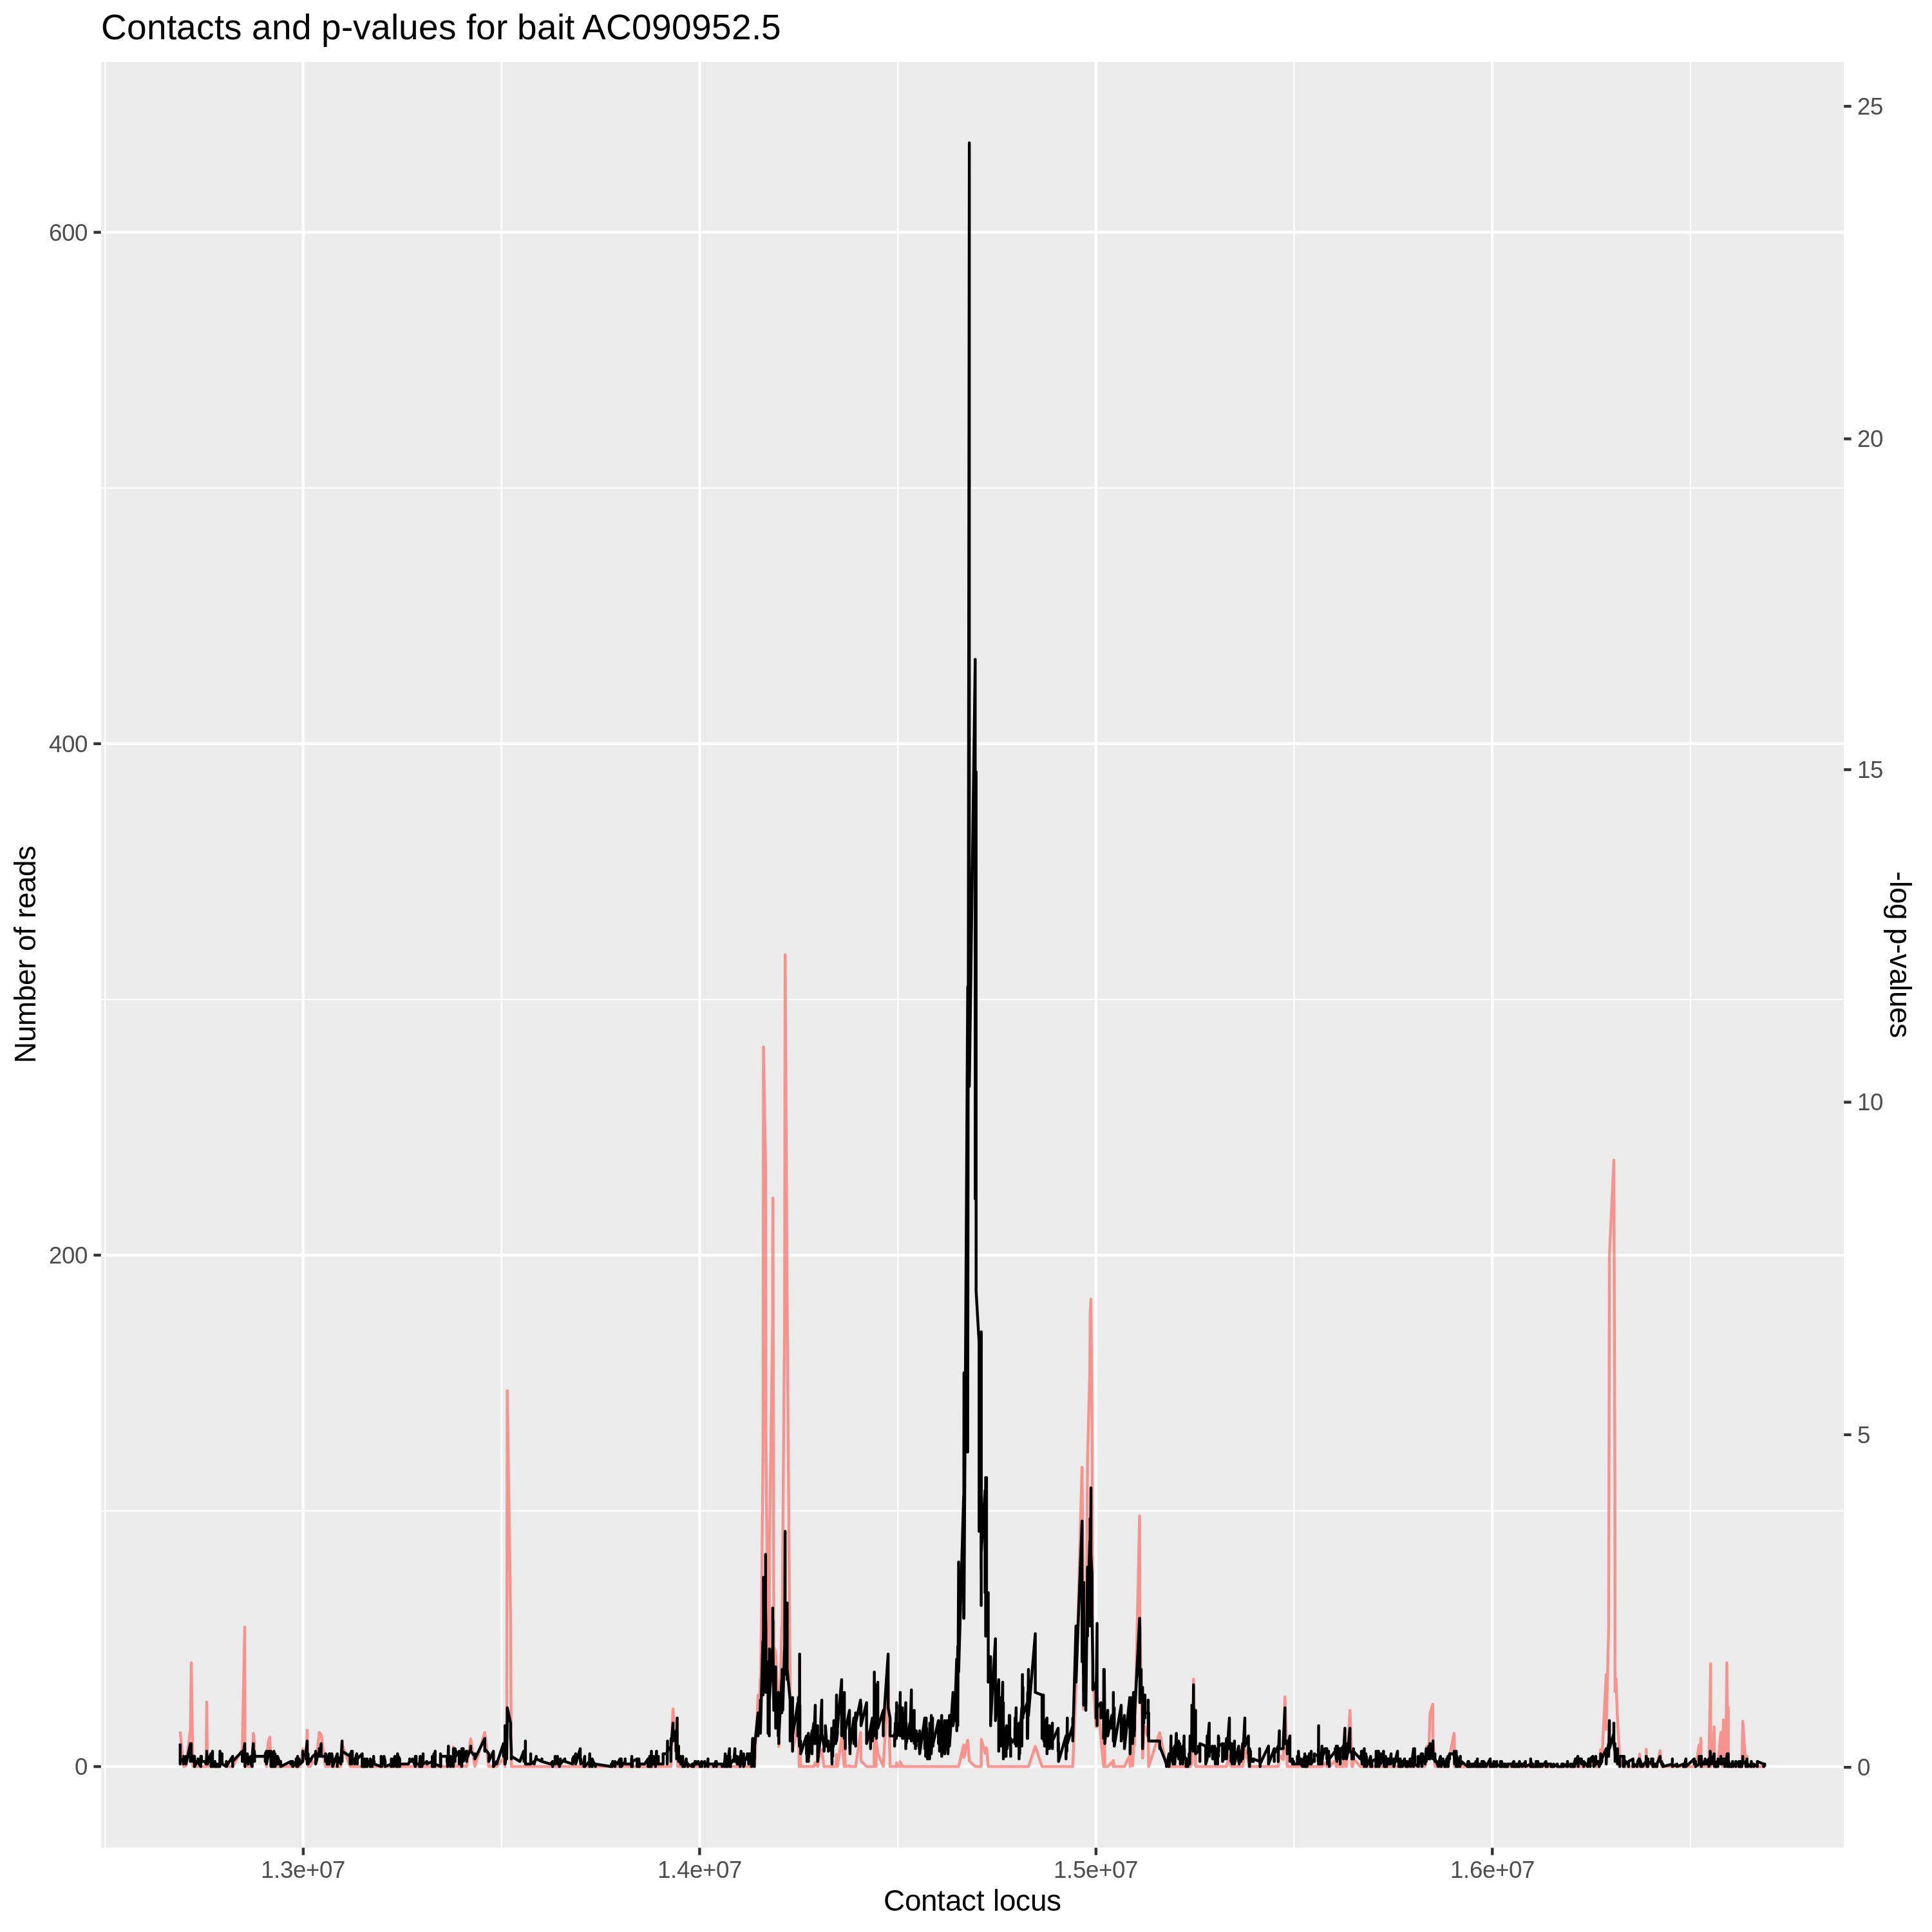 Contacts and p-values for bait AC090952.5
600
400
200
0
Number of reads
25
20
15
10
5
0
-log p-values
1.3e+07
1.4e+07
1.5e+07
1.6e+07
Contact locus